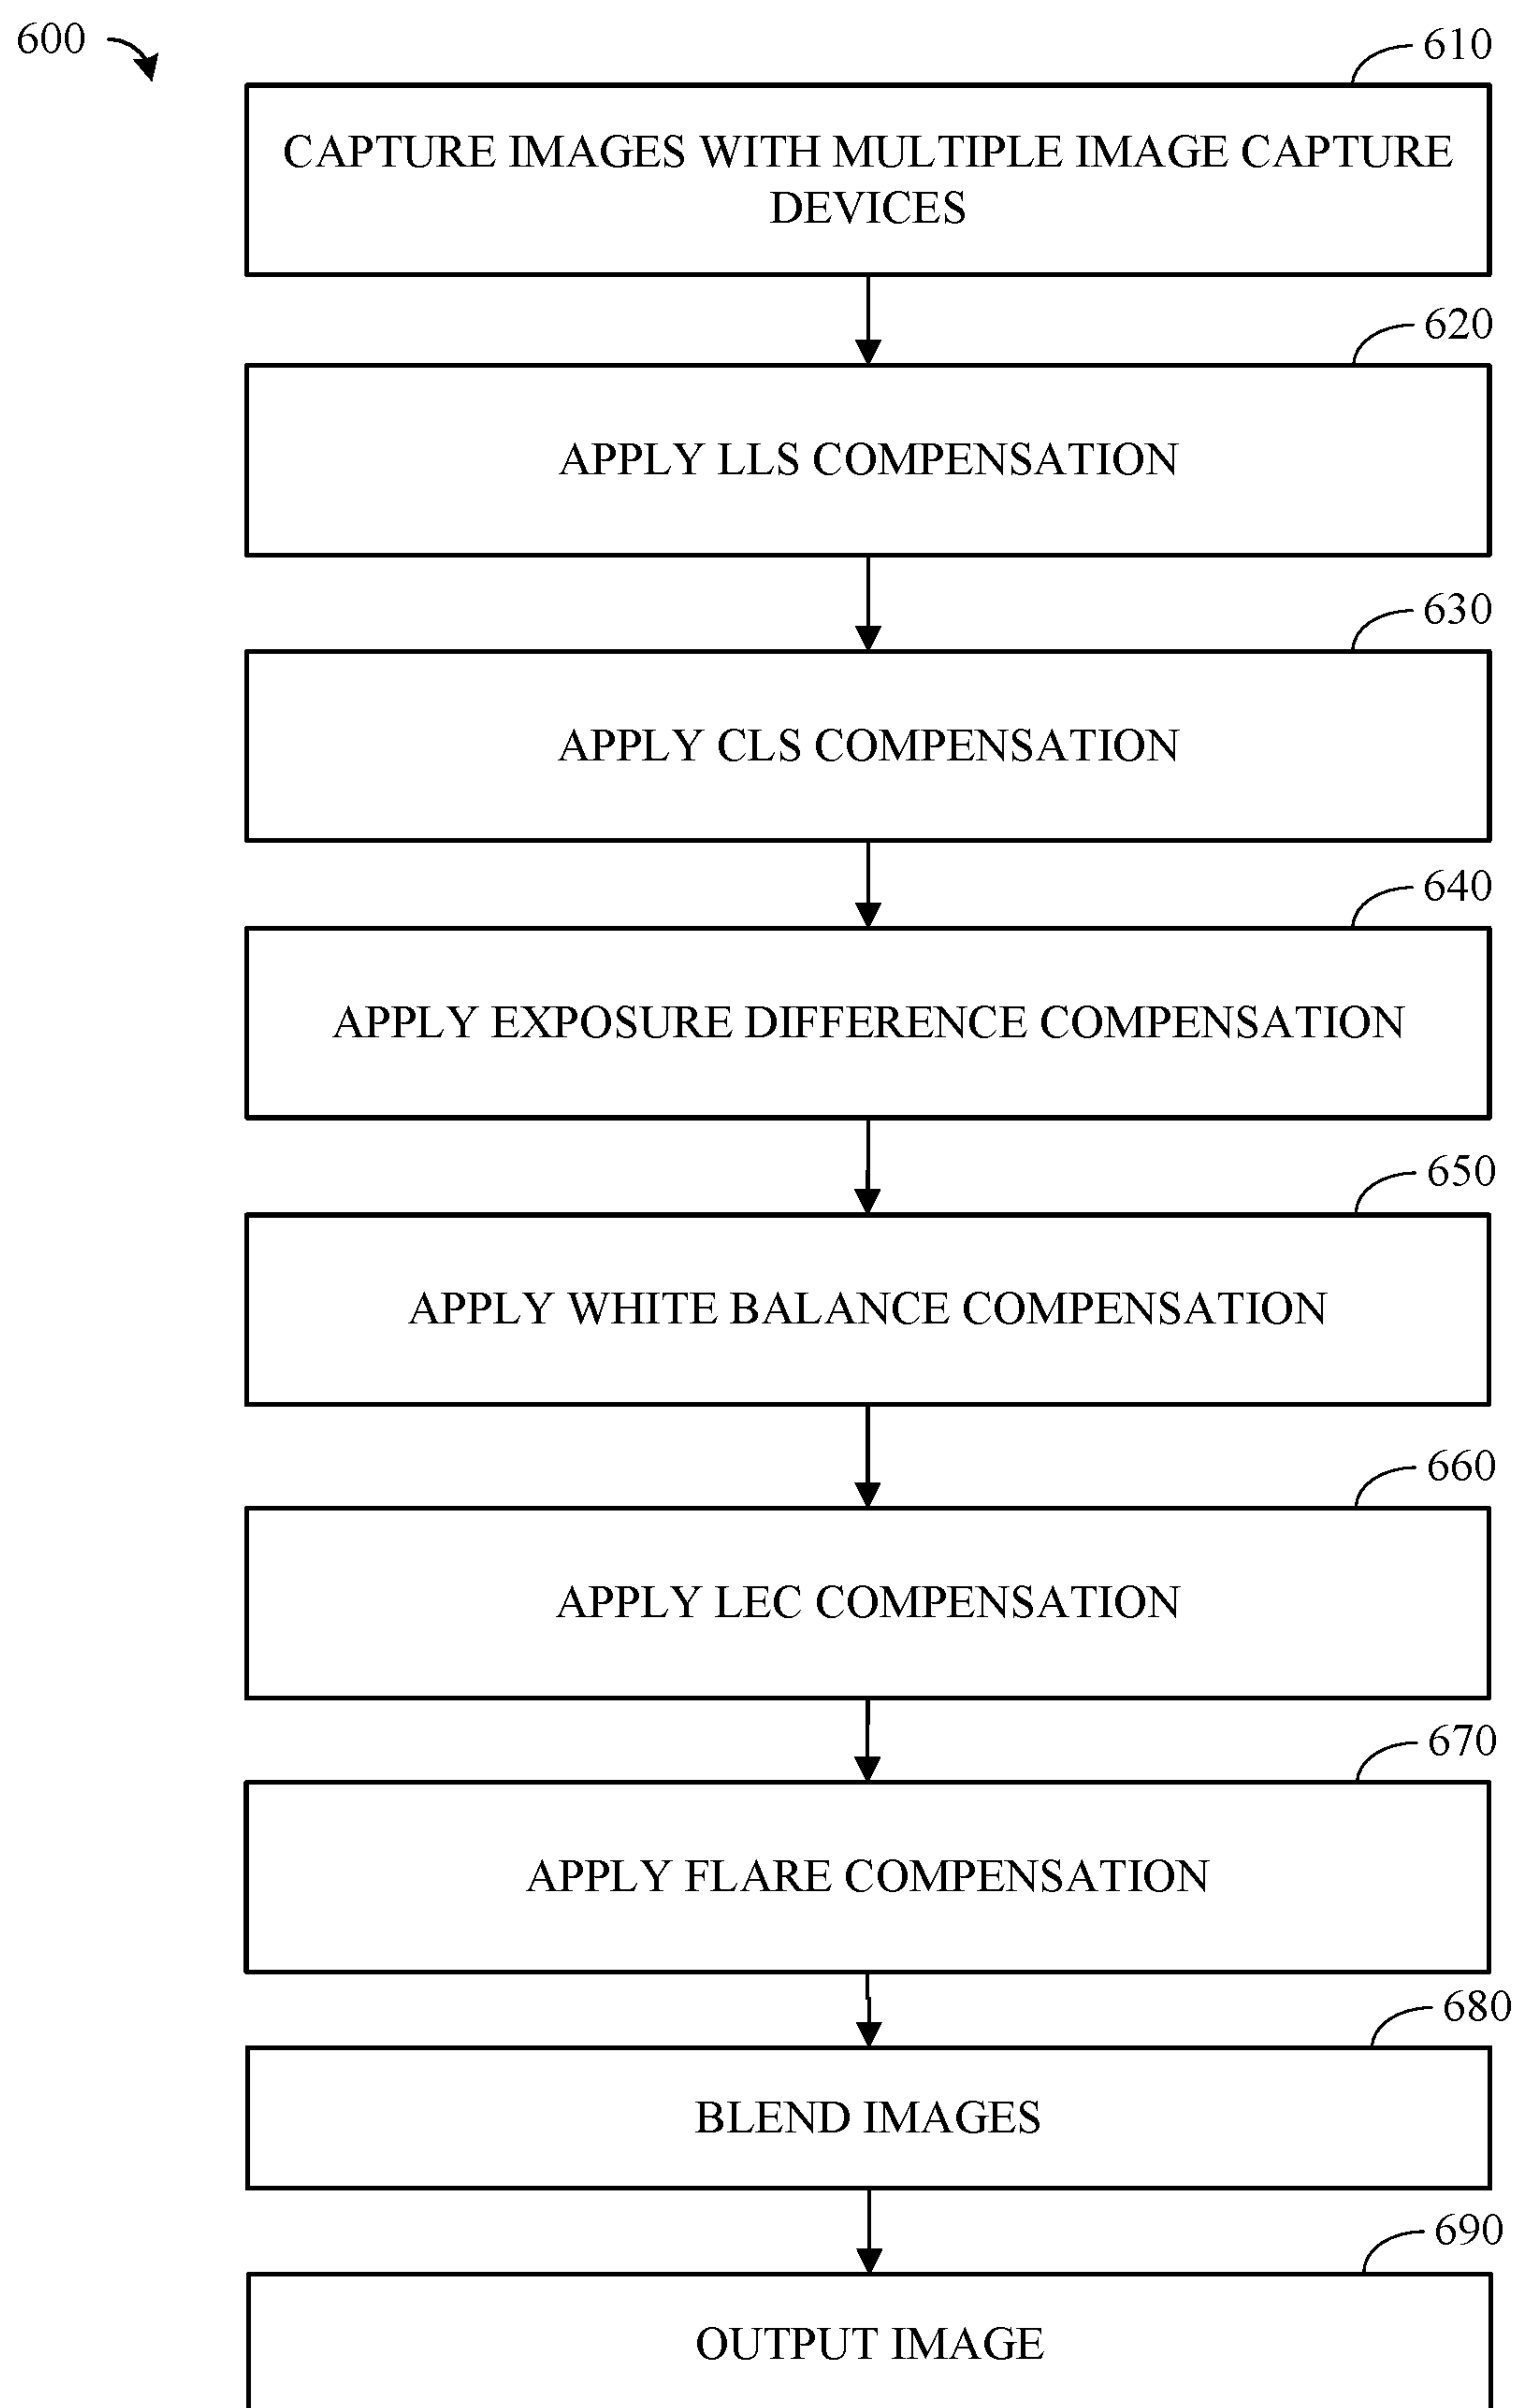 600
610
CAPTURE IMAGES WITH MULTIPLE IMAGE CAPTURE
DEVICES
620
APPLY LLS COMPENSATION
630
APPLY CLS COMPENSATION
640
APPLY EXPOSURE DIFFERENCE COMPENSATION
650
APPLY WHITE BALANCE COMPENSATION
660
APPLY LEC COMPENSATION
670
APPLY FLARE COMPENSATION
680
BLEND IMAGES
690
OUTPUT IMAGE